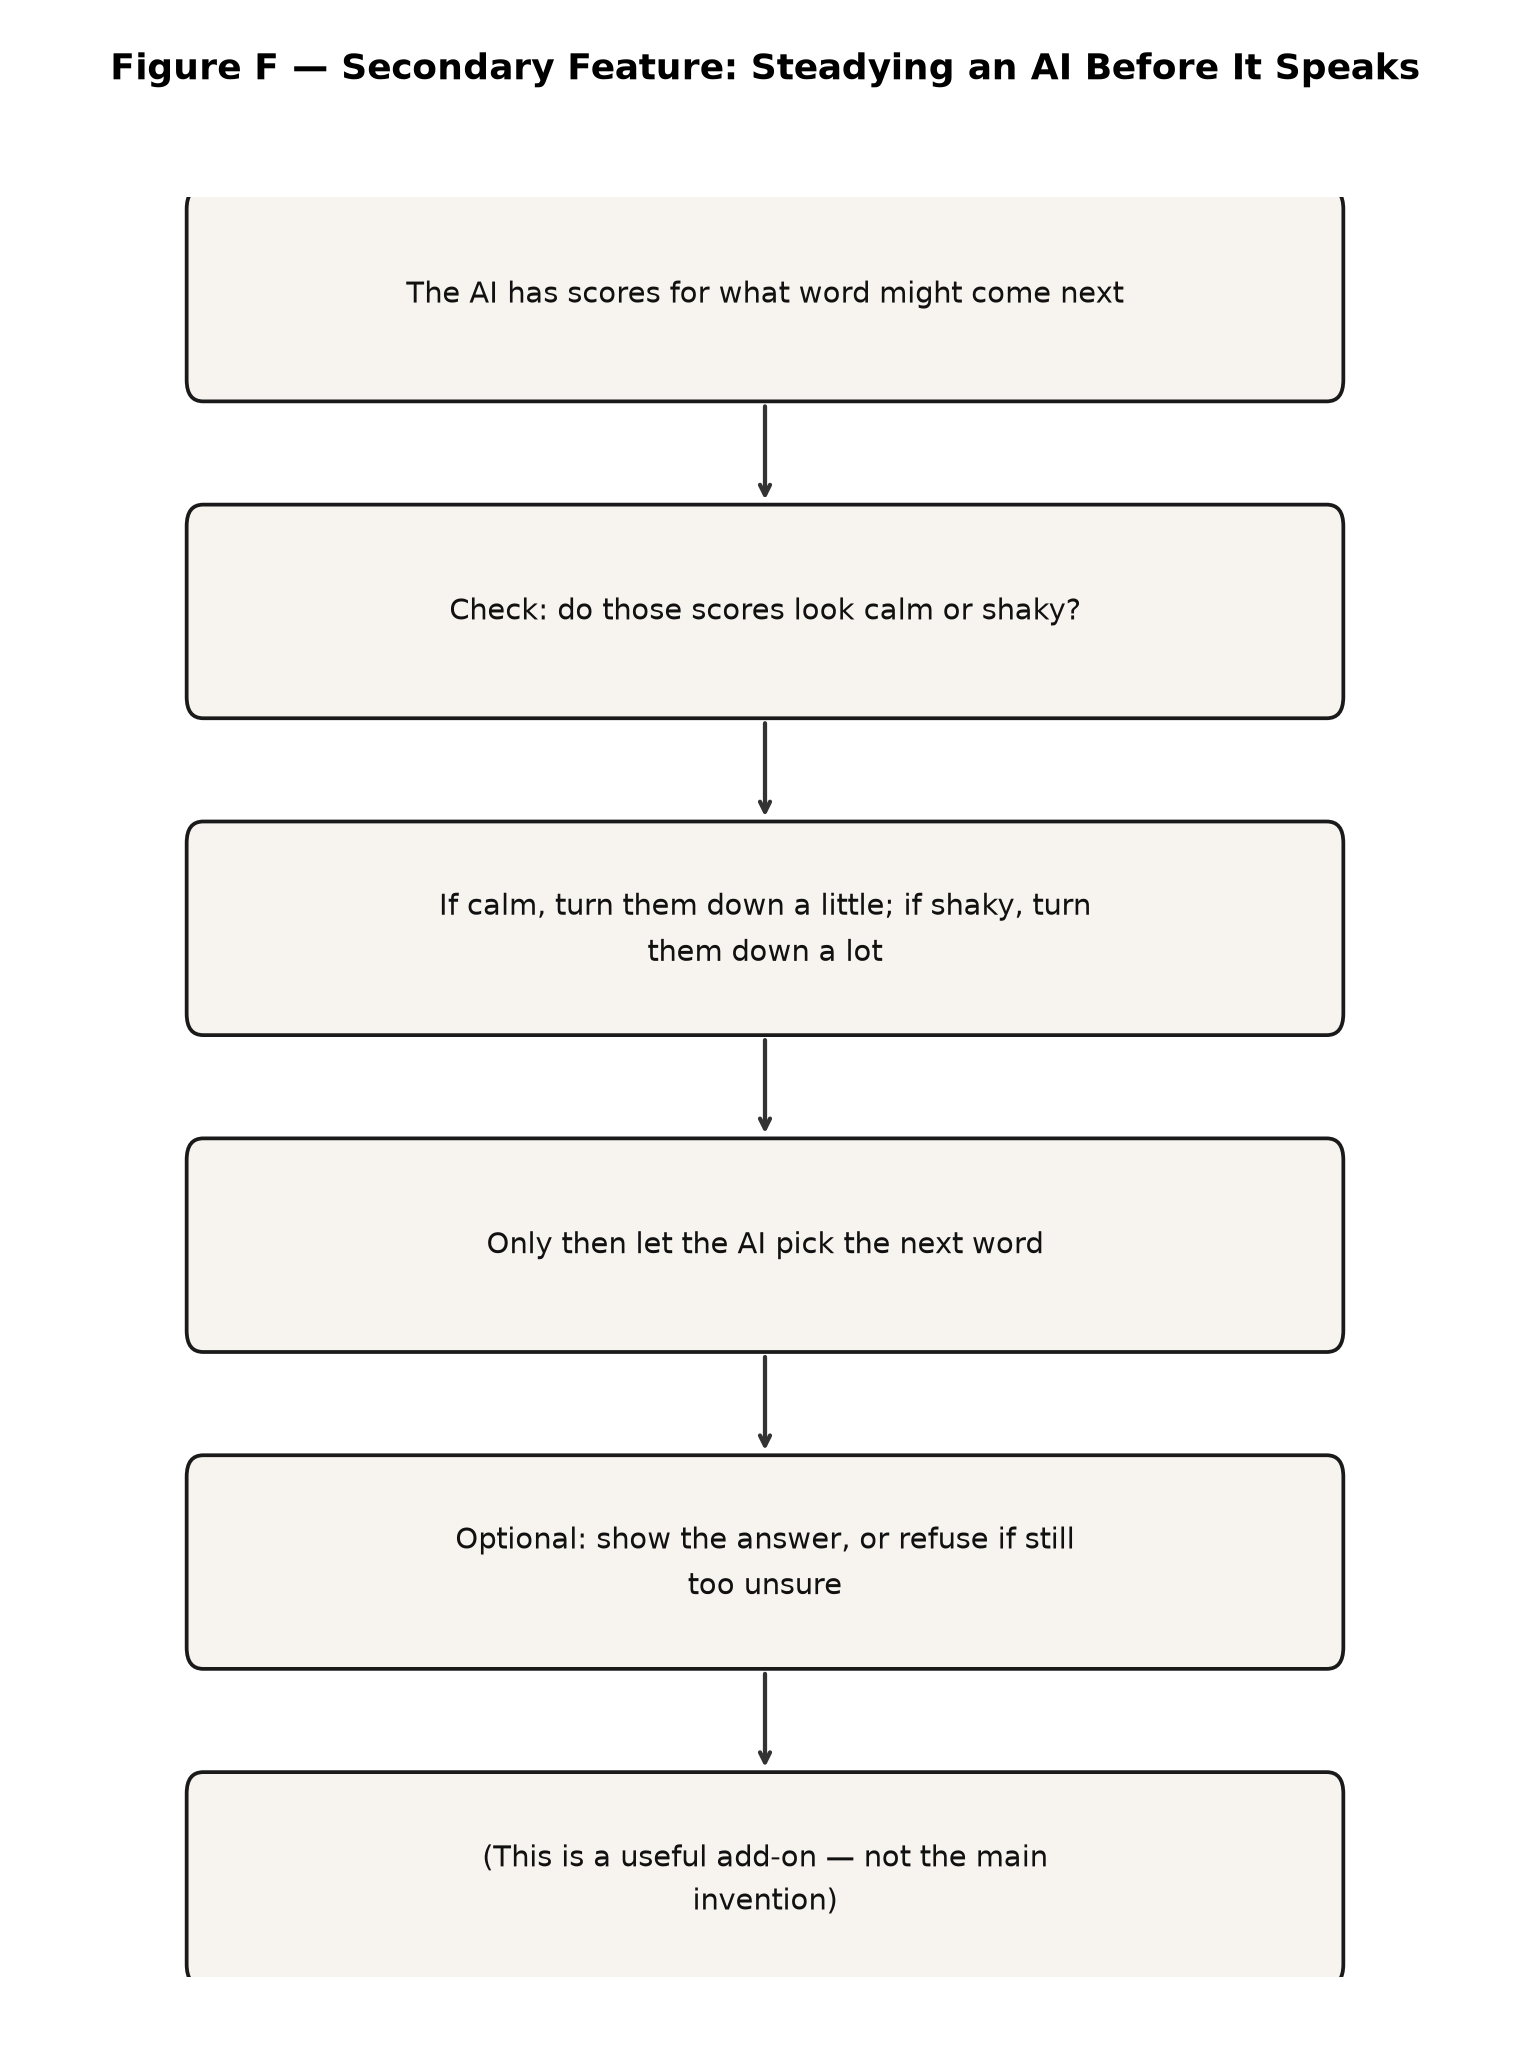 Figure F — Secondary Feature: Steadying an AI Before It Speaks
The AI has scores for what word might come next
Check: do those scores look calm or shaky?
If calm, turn them down a little; if shaky, turn
them down a lot
Only then let the AI pick the next word
Optional: show the answer, or refuse if still
too unsure
(This is a useful add-on — not the main
invention)